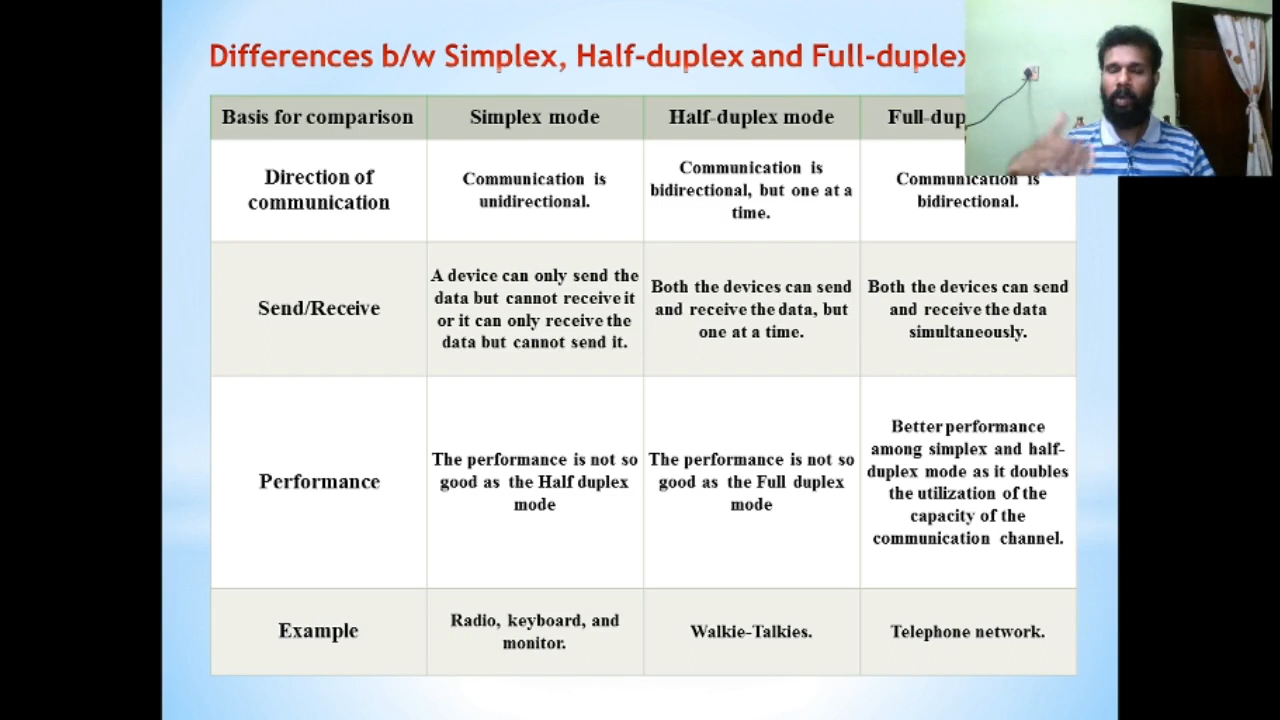 Differences b/w Simplex, Half-duplex and Full-duplex
Basis for comparison
Simplex mode
Half-duplex mode
Full-dup
Direction of
communication
Communication is
unidirectional.
Communication is
bidirectional, but one at a
time.
Communication is
bidirectional.
Send/Receive
A device can only send the
data but cannot receive it
or it can only receive the
data but cannot send it.
Both the devices can send
and receive the data, but
one at a time.
Both the devices can send
and receive the data
simultaneously.
Performance
The performance is not so
good as the Half duplex
mode
The performance is not so
good as the Full duplex
mode
Better performance
among simplex and half-
duplex mode as it doubles
the utilization of the
capacity of the
communication channel.
Example
Radio, keyboard, and
monitor.
Walkie-Talkies.
Telephone network.